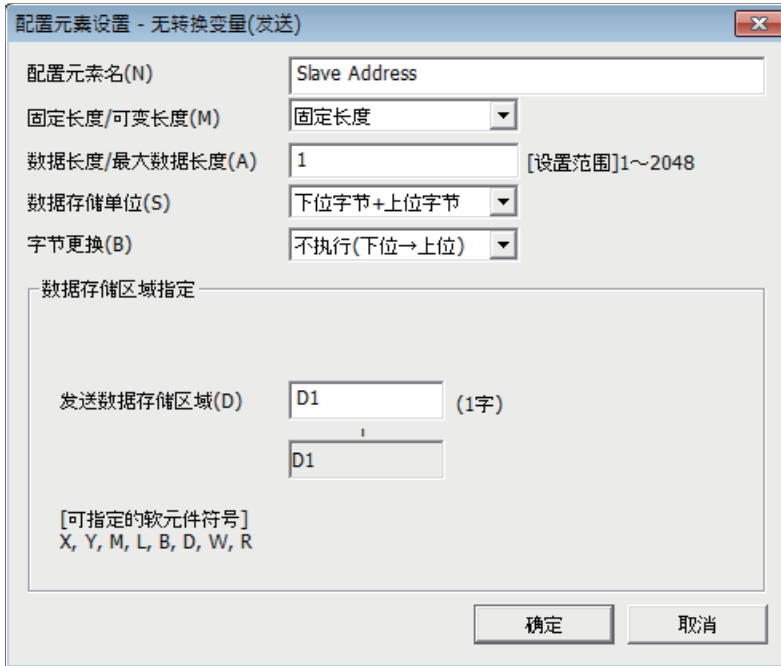 配置元素设置 - 无转换变量(发送)
配置元素名(N) Slave Address
固定长度/可变长度(M) 固定长度
数据长度/最大数据长度(A) 1 [设置范围]1～2048
数据存储单位(S) 下位字节+上位字节
字节更换(B) 不执行(下位→上位)
数据存储区域指定
发送数据存储区域(D) D1 (1字)
D1
[可指定的软元件符号]
X, Y, M, L, B, D, W, R
确定 取消